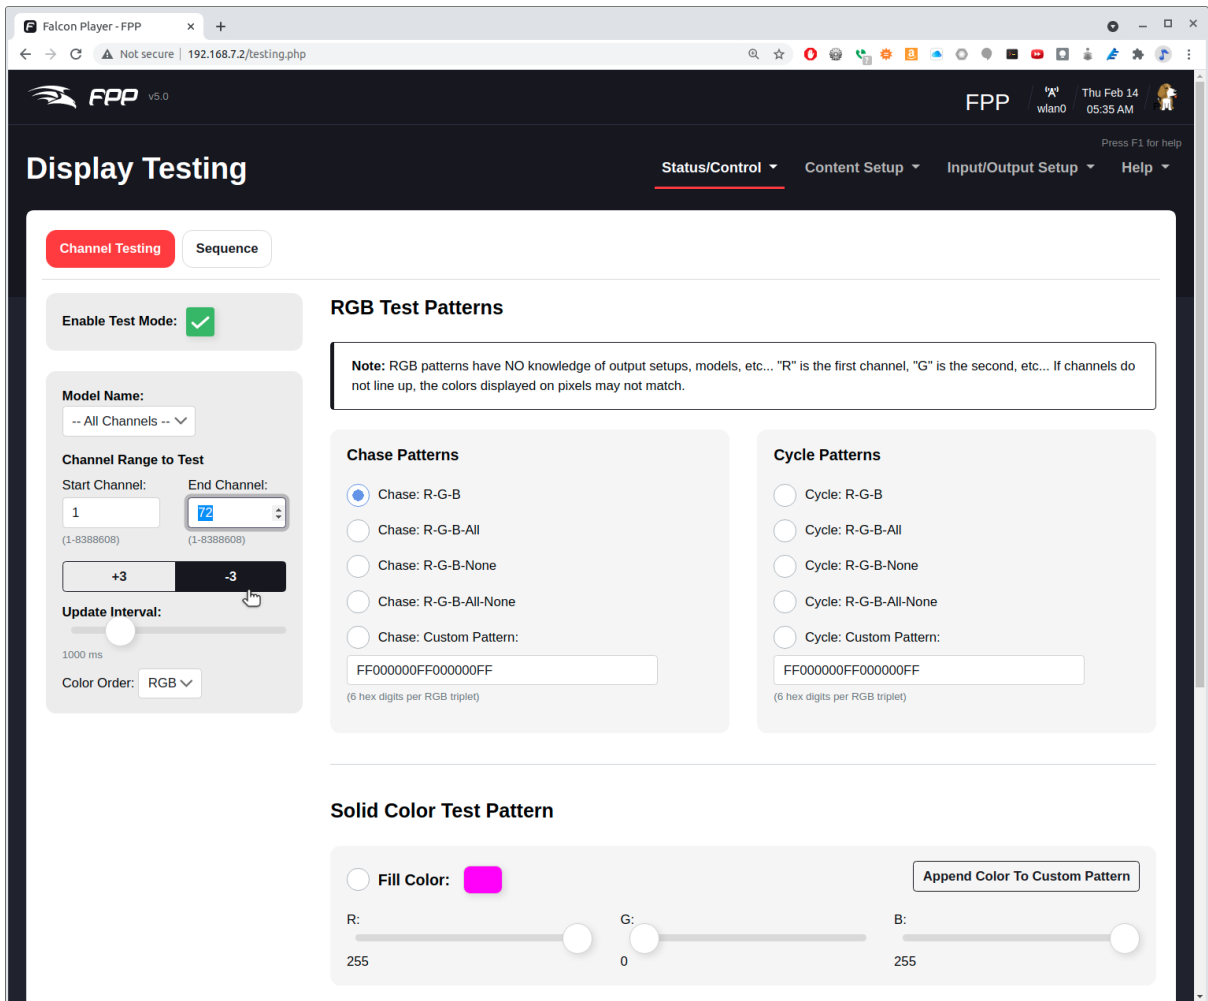 Falcon Player - FPP
Not secure | 192.168.7.2/testing.php
FPP v5.0
FPP
wlan0
Thu Feb 14
05:35 AM
Press F1 for help
Display Testing
Status/Control
Content Setup
Input/Output Setup
Help
Channel Testing
Sequence
Enable Test Mode:
Model Name:
-- All Channels --
Channel Range to Test
Start Channel:
End Channel:
1
72
(1-8388608)
(1-8388608)
+3
-3
Update Interval:
1000 ms
Color Order:
RGB
RGB Test Patterns
Note: RGB patterns have NO knowledge of output setups, models, etc... "R" is the first channel, "G" is the second, etc... If channels do
not line up, the colors displayed on pixels may not match.
Chase Patterns
Chase: R-G-B
Chase: R-G-B-All
Chase: R-G-B-None
Chase: R-G-B-All-None
Chase: Custom Pattern:
FF000000FF000000FF
(6 hex digits per RGB triplet)
Cycle Patterns
Cycle: R-G-B
Cycle: R-G-B-All
Cycle: R-G-B-None
Cycle: R-G-B-All-None
Cycle: Custom Pattern:
FF000000FF000000FF
(6 hex digits per RGB triplet)
Solid Color Test Pattern
Fill Color:
Append Color To Custom Pattern
R:
G:
B:
255
0
255